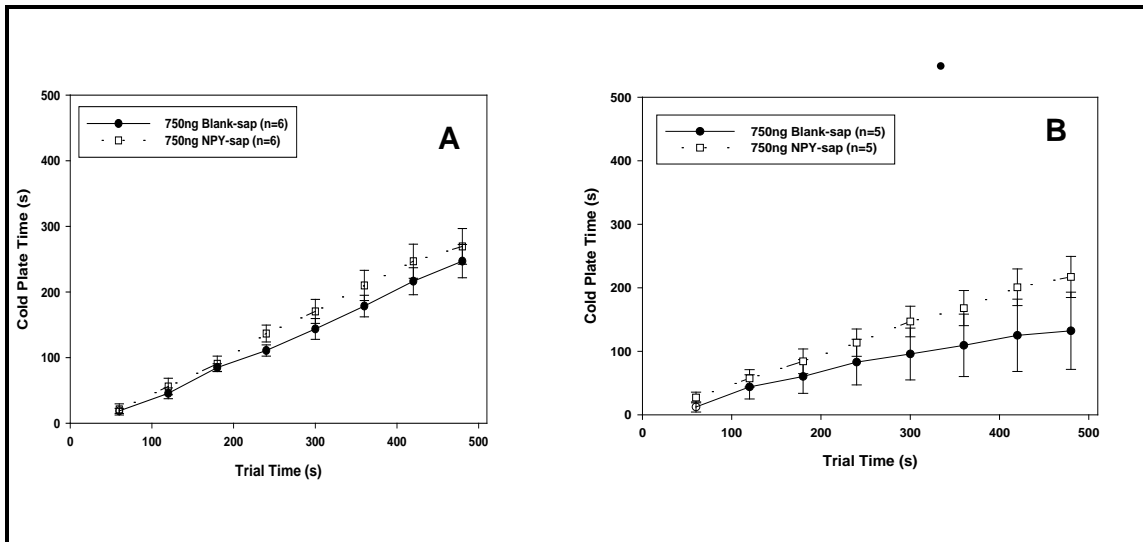 500
400
300
200
100
0
0 100 200 300 400 500
Cold Plate Time (s)
Trial Time (s)
750ng Blank-sap (n=6)
750ng NPY-sap (n=6)
A
500
400
300
200
100
0
0 100 200 300 400 500
Cold Plate Time (s)
Trial Time (s)
750ng Blank-sap (n=5)
750ng NPY-sap (n=5)
B